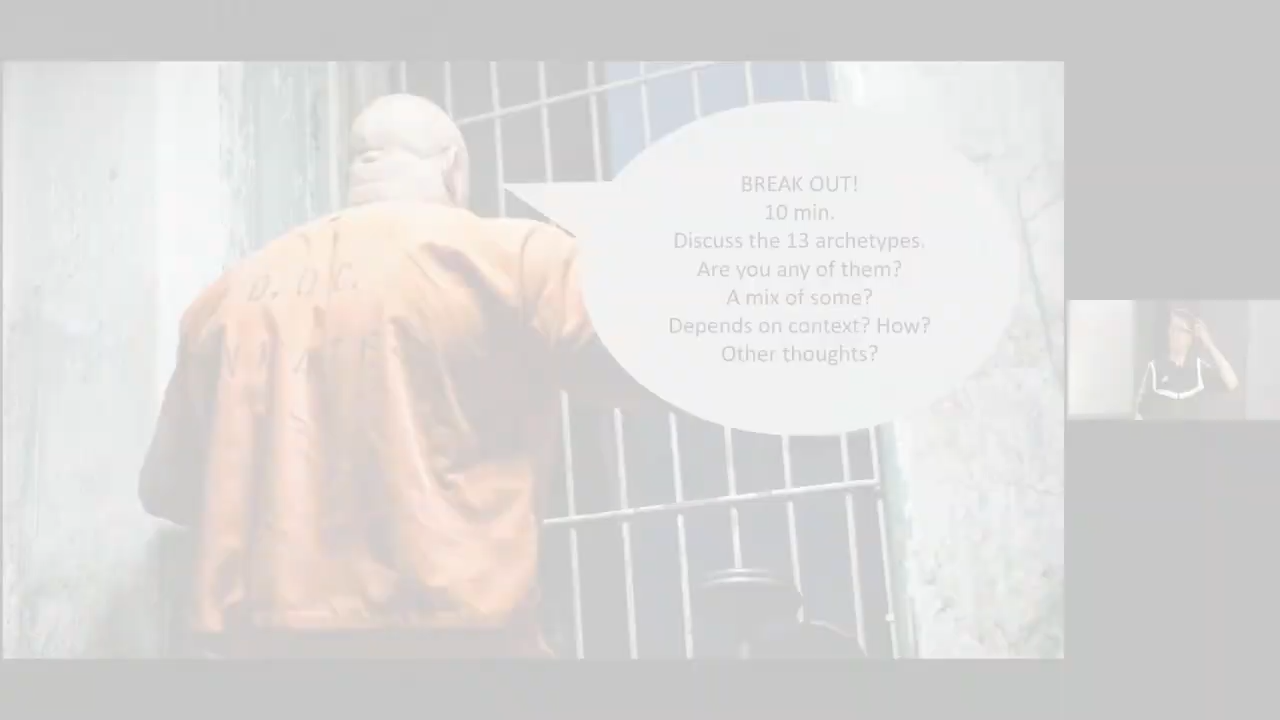 BREAK OUT!
10 min.
Discuss the 13 archetypes.
Are you any of them?
A mix of some?
Depends on context? How?
Other thoughts?
D.O.C.
INMATE